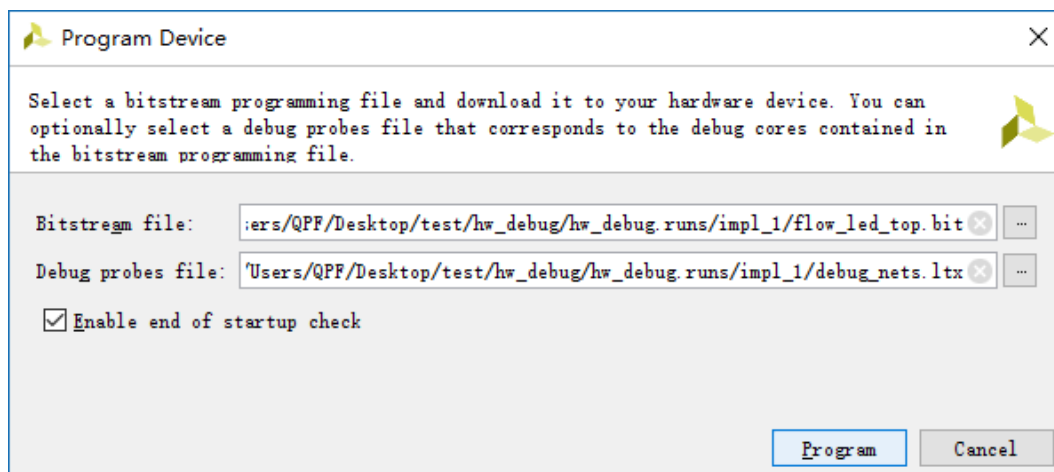 Program Device
Select a bitstream programming file and download it to your hardware device. You can
optionally select a debug probes file that corresponds to the debug cores contained in
the bitstream programming file.
Bitstream file: :ers/QPF/Desktop/test/hw_debug/hw_debug.runs/impl_1/flow_led_top.bit ...
Debug probes file: 'Users/QPF/Desktop/test/hw_debug/hw_debug.runs/impl_1/debug_nets.ltx ...
Enable end of startup check
Program Cancel